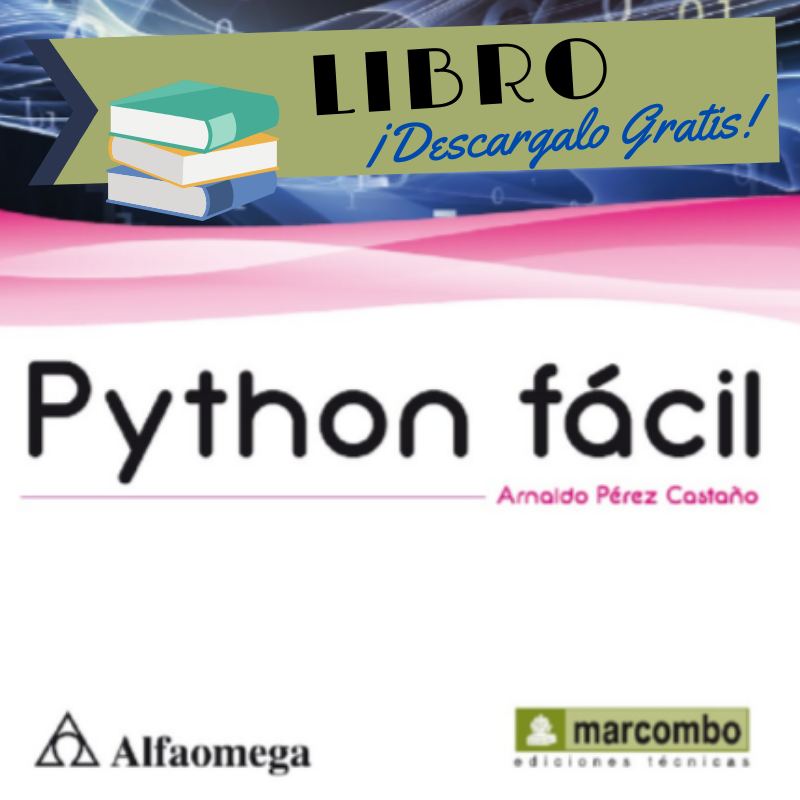 LIBRO
¡Descargalo Gratis!
Python fácil
Arnaldo Pérez Castaño
Alfaomega
marcombo
ediciones técnicas